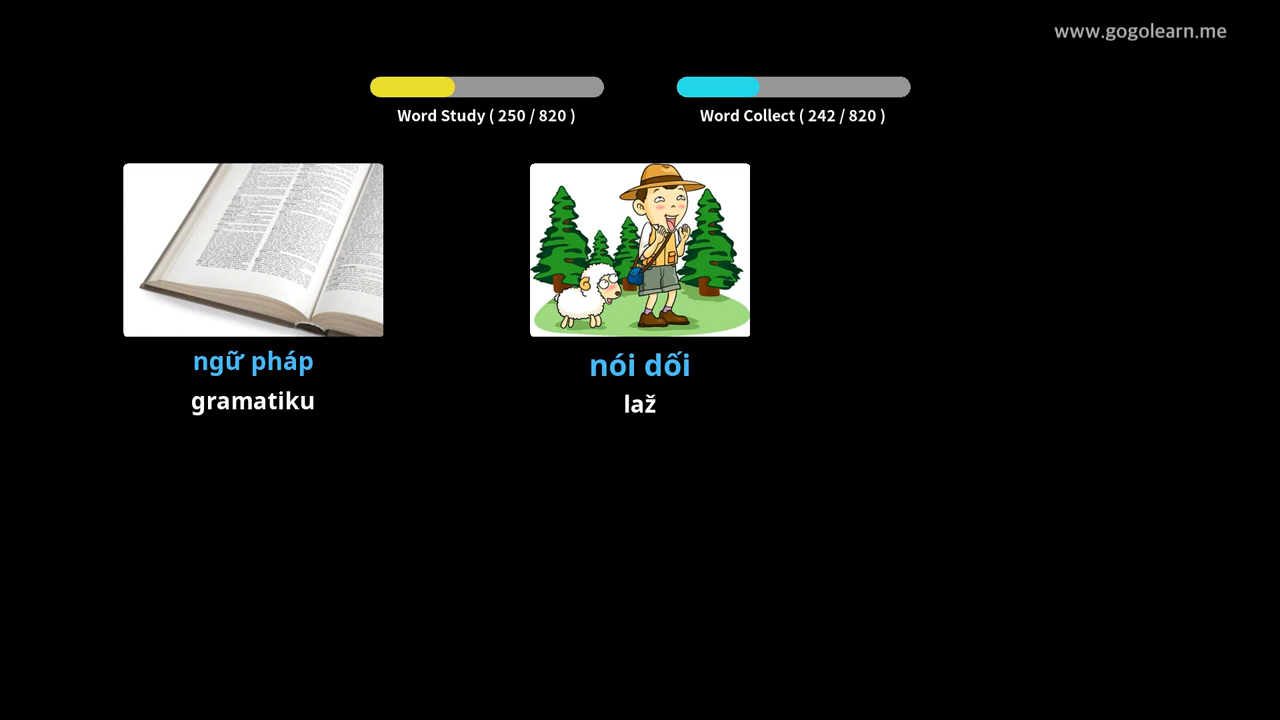 www.gogolearn.me
Word Study ( 250 / 820 )
Word Collect ( 242 / 820 )
ngữ pháp
gramatiku
nói dối
laž